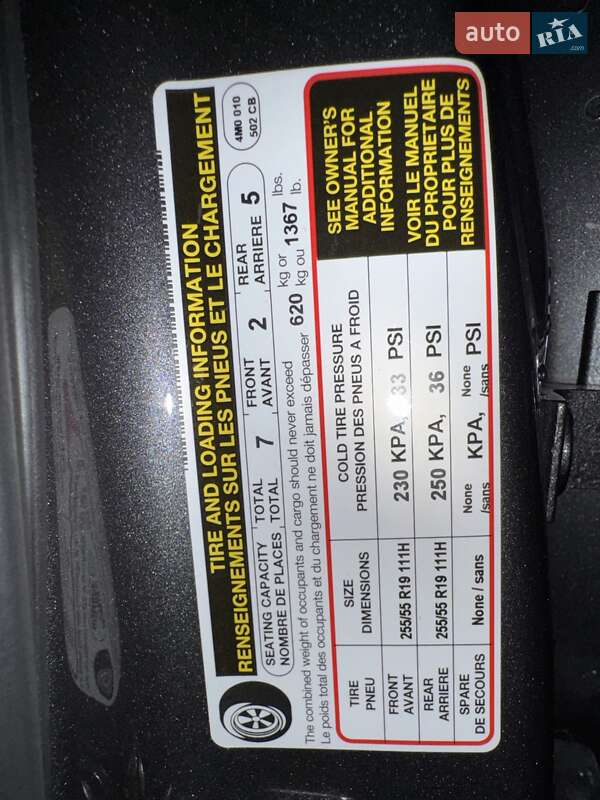 auto RIA .com
TIRE AND LOADING INFORMATION
RENSEIGNEMENTS SUR LES PNEUS ET LE CHARGEMENT
4M0 010
502 CB
SEATING CAPACITY TOTAL 7 FRONT 2 REAR 5
NOMBRE DE PLACES TOTAL AVANT ARRIERE
The combined weight of occupants and cargo should never exceed 620 kg or 1367 lbs.
Le poids total des occupants et du chargement ne doit jamais dépasser kg ou lb.
TIRE
PNEU
SIZE
DIMENSIONS
COLD TIRE PRESSURE
PRESSION DES PNEUS A FROID
SEE OWNER'S
MANUAL FOR
ADDITIONAL
INFORMATION
VOIR LE MANUEL
DU PROPRIETAIRE
POUR PLUS DE
RENSEIGNEMENTS
FRONT
AVANT
255/55 R19 111H
230 KPA, 33 PSI
REAR
ARRIERE
255/55 R19 111H
250 KPA, 36 PSI
SPARE
DE SECOURS
None / sans
None
/sans KPA,
None
/sans PSI